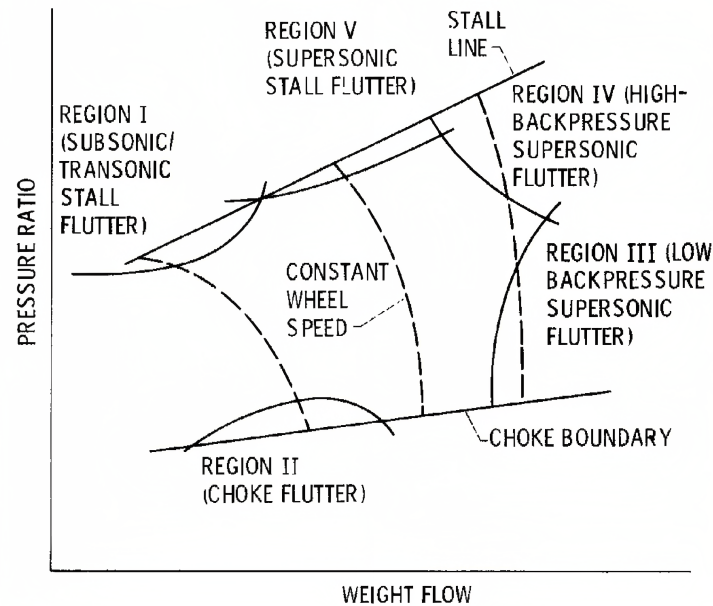 REGION V
(SUPERSONIC
STALL FLUTTER)
STALL
LINE
REGION I
(SUBSONIC/
TRANSONIC
STALL
FLUTTER)
REGION IV (HIGH-
BACKPRESSURE
SUPERSONIC
FLUTTER)
PRESSURE RATIO
CONSTANT
WHEEL
SPEED
REGION III (LOW
BACKPRESSURE
SUPERSONIC
FLUTTER)
CHOKE BOUNDARY
REGION II
(CHOKE FLUTTER)
WEIGHT FLOW